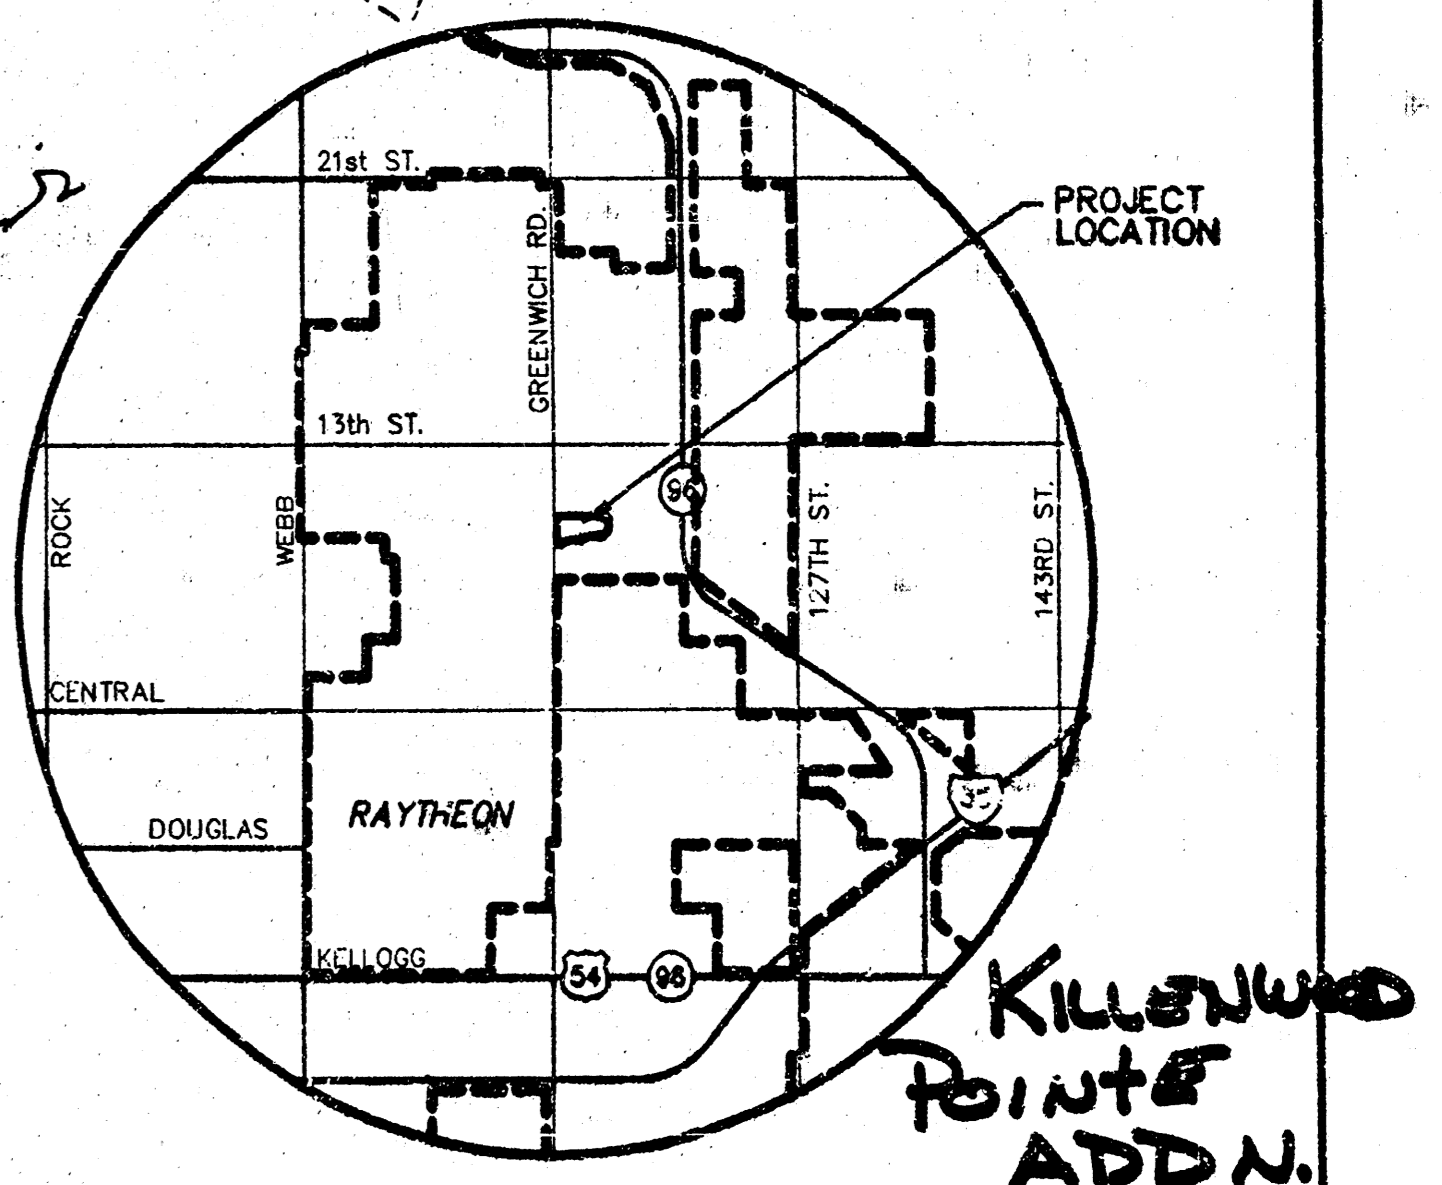 21st ST.
PROJECT
LOCATION
GREENWICH RD.
13th ST.
96
ROCK
WEBB
127TH ST.
143RD ST.
CENTRAL
35
RAYTHEON
DOUGLAS
KELLOGG
54
96
KILLENWOOD
POINTE
ADDN.